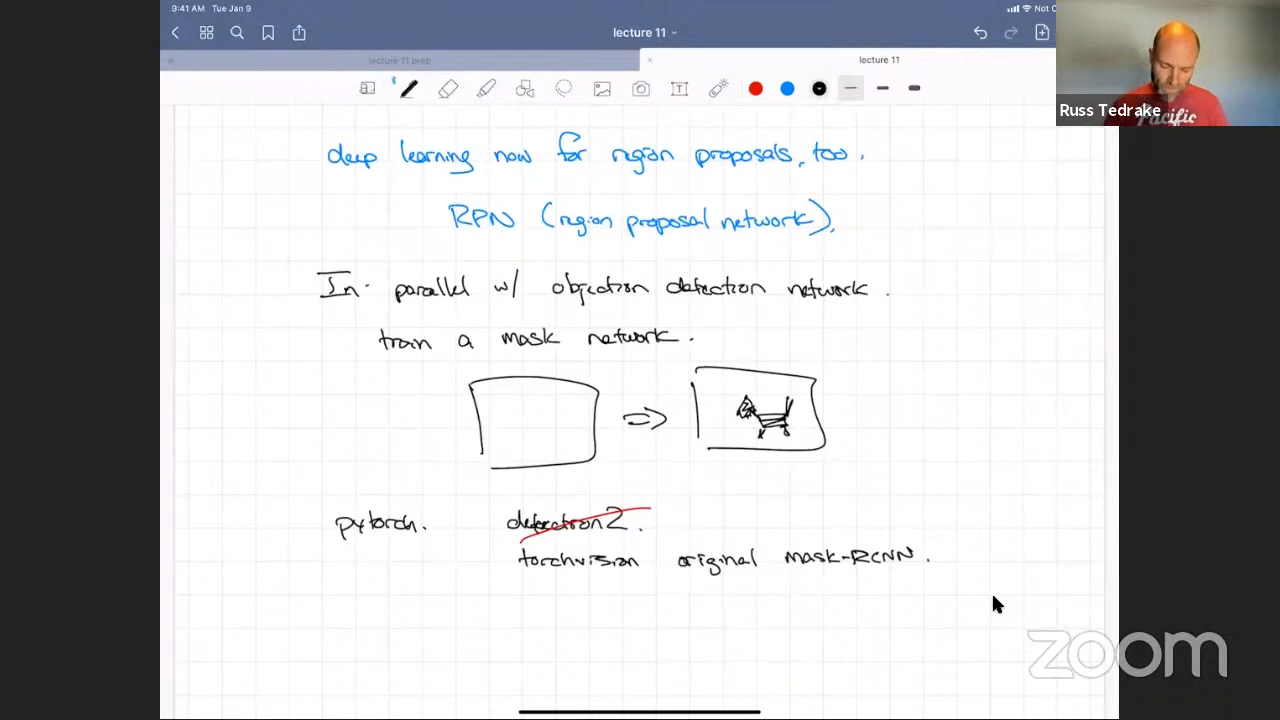 9:41 AM Tue Jan 9
Not C
lecture 11
lecture 11 prep
lecture 11
T
Russ Tedrake
Pacific
deep learning now for region proposals, too.
RPN (region proposal network).
In parallel w/ objection detection network.
train a mask network.
pytorch. detectron2.
torchvision original mask-RCNN.
zoom